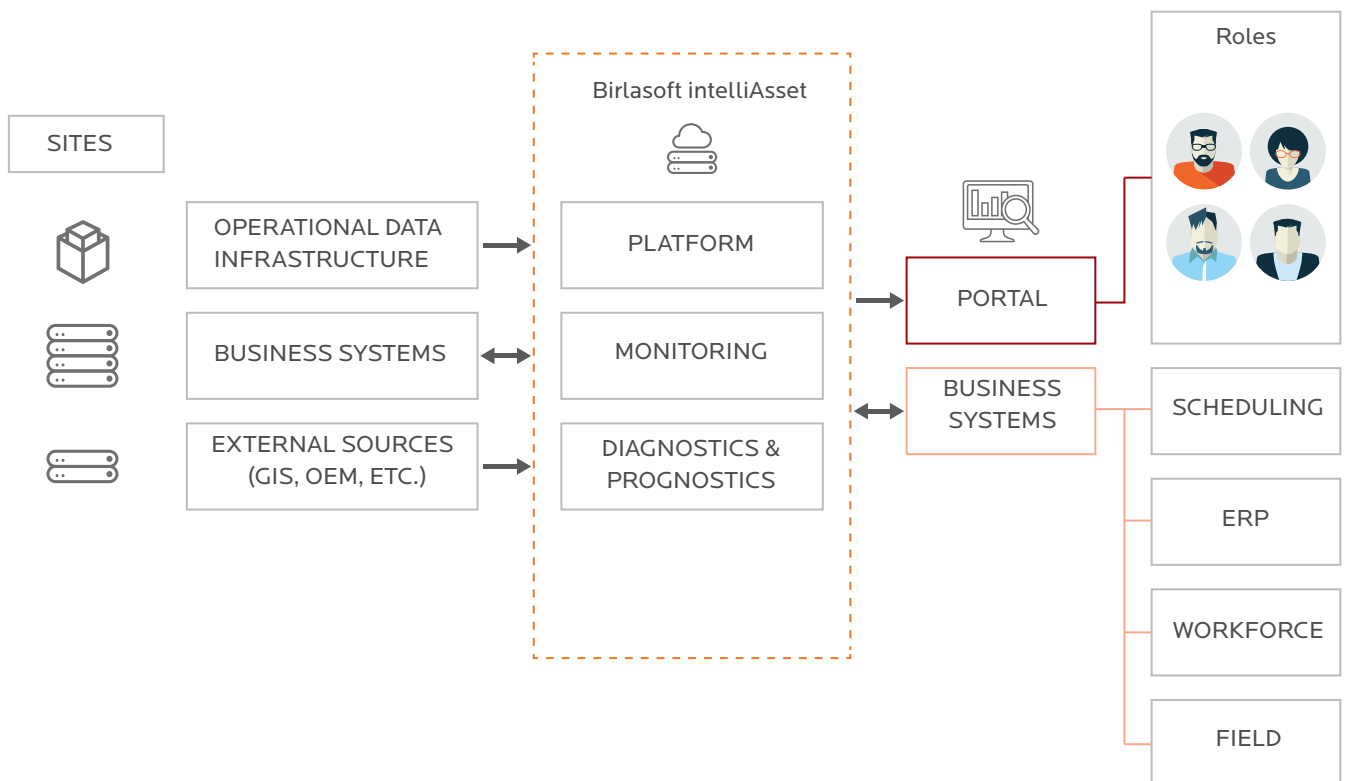 SITES
OPERATIONAL DATA
INFRASTRUCTURE
BUSINESS SYSTEMS
EXTERNAL SOURCES
(GIS, OEM, ETC.)
Birlasoft intelliAsset
PLATFORM
MONITORING
DIAGNOSTICS &
PROGNOSTICS
PORTAL
BUSINESS
SYSTEMS
Roles
SCHEDULING
ERP
WORKFORCE
FIELD